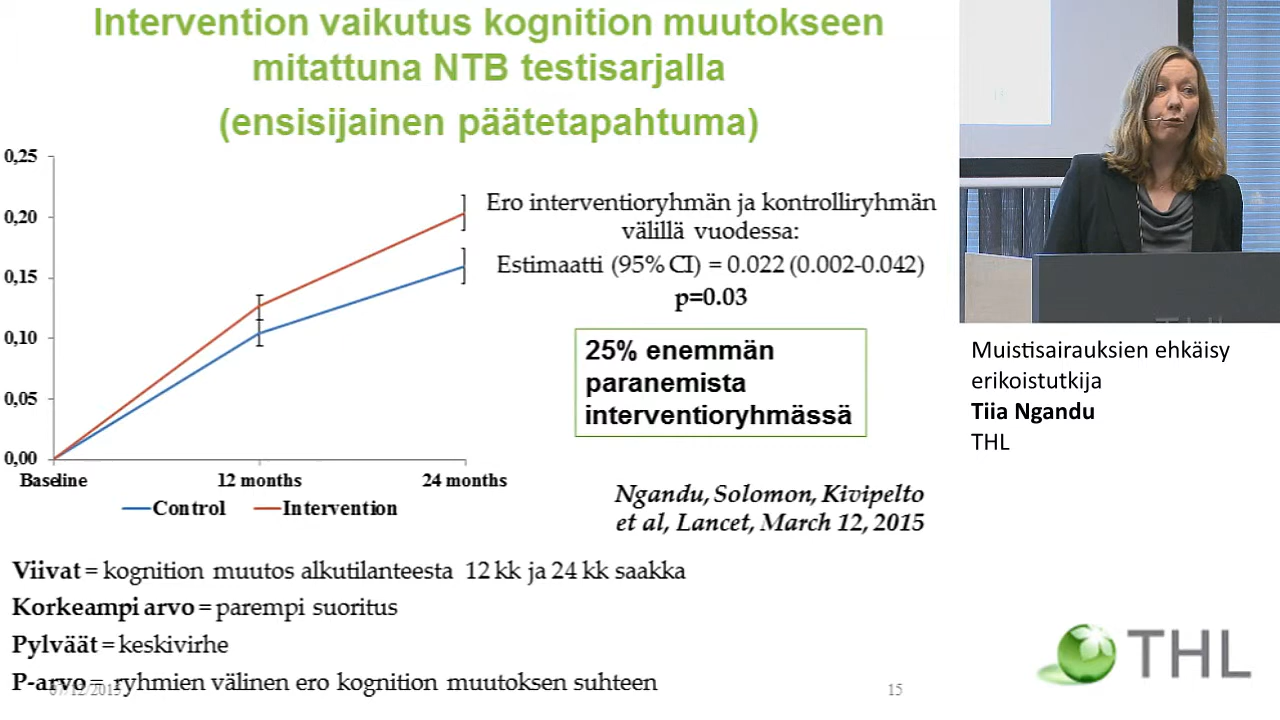 Intervention vaikutus kognition muutokseen
mitattuna NTB testisarjalla
(ensisijainen päätetapahtuma)
0,25
0,20
0,15
0,10
0,05
0,00
Baseline 12 months 24 months
Control Intervention
Ero interventioryhmän ja kontrolliryhmän
välillä vuodessa:
Estimaatti (95% CI) = 0.022 (0.002-0.042)
p=0.03
25% enemmän
paranemista
interventioryhmässä
Ngandu, Solomon, Kivipelto
et al, Lancet, March 12, 2015
Viivat = kognition muutos alkutilanteesta 12 kk ja 24 kk saakka
Korkeampi arvo = parempi suoritus
Pylväät = keskivirhe
P-arvo = ryhmien välinen ero kognition muutoksen suhteen
15
Muistisairauksien ehkäisy
erikoistutkija
Tiia Ngandu
THL
THL